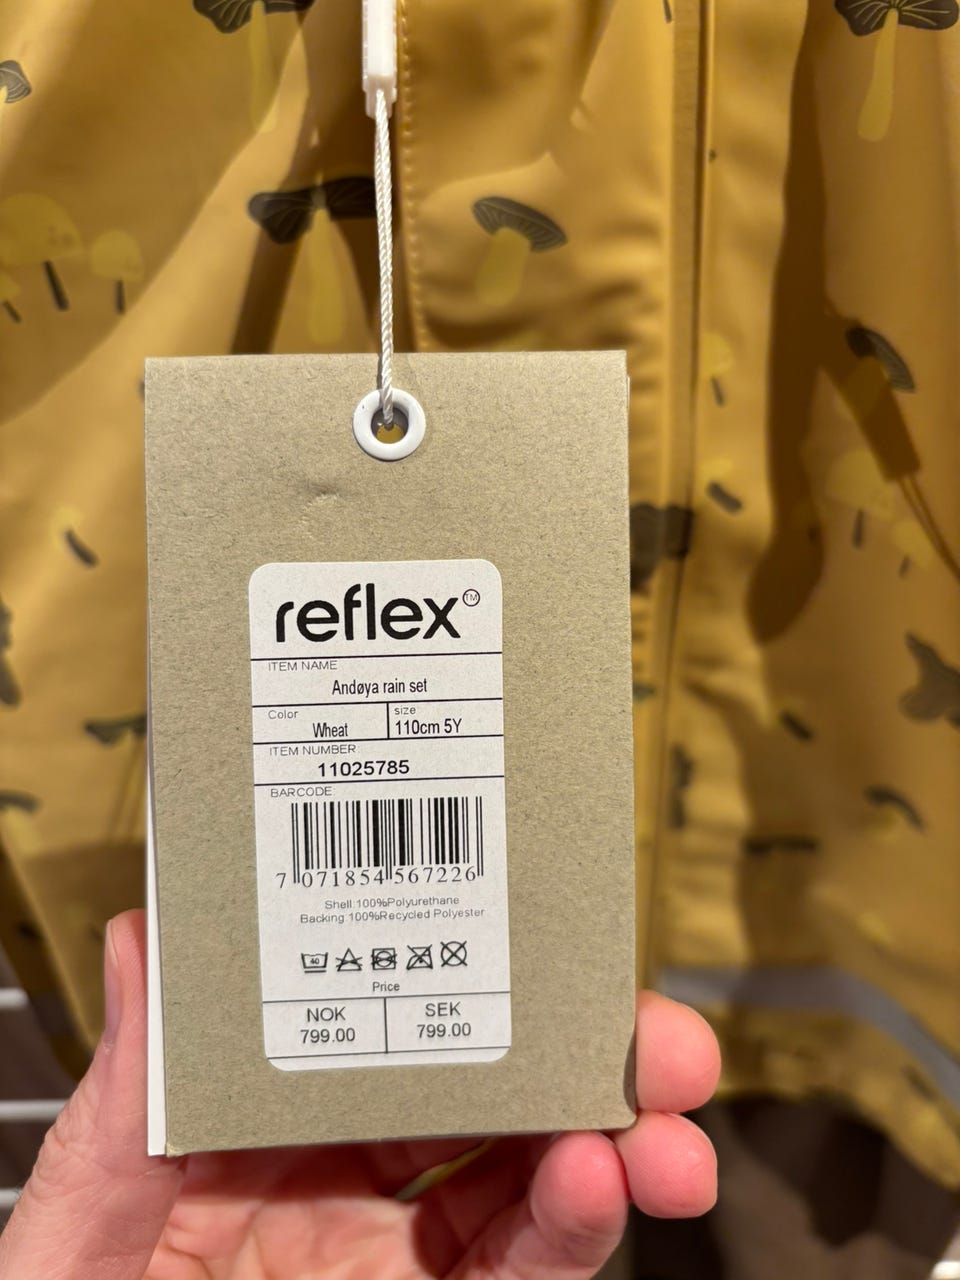 reflex™
ITEM NAME
Andøya rain set
Color
Wheat
size
110cm 5Y
ITEM NUMBER:
11025785
BARCODE:
7 071854 567226
Shell:100%Polyurethane
Backing:100%Recycled Polyester
40
Price
NOK
799.00
SEK
799.00